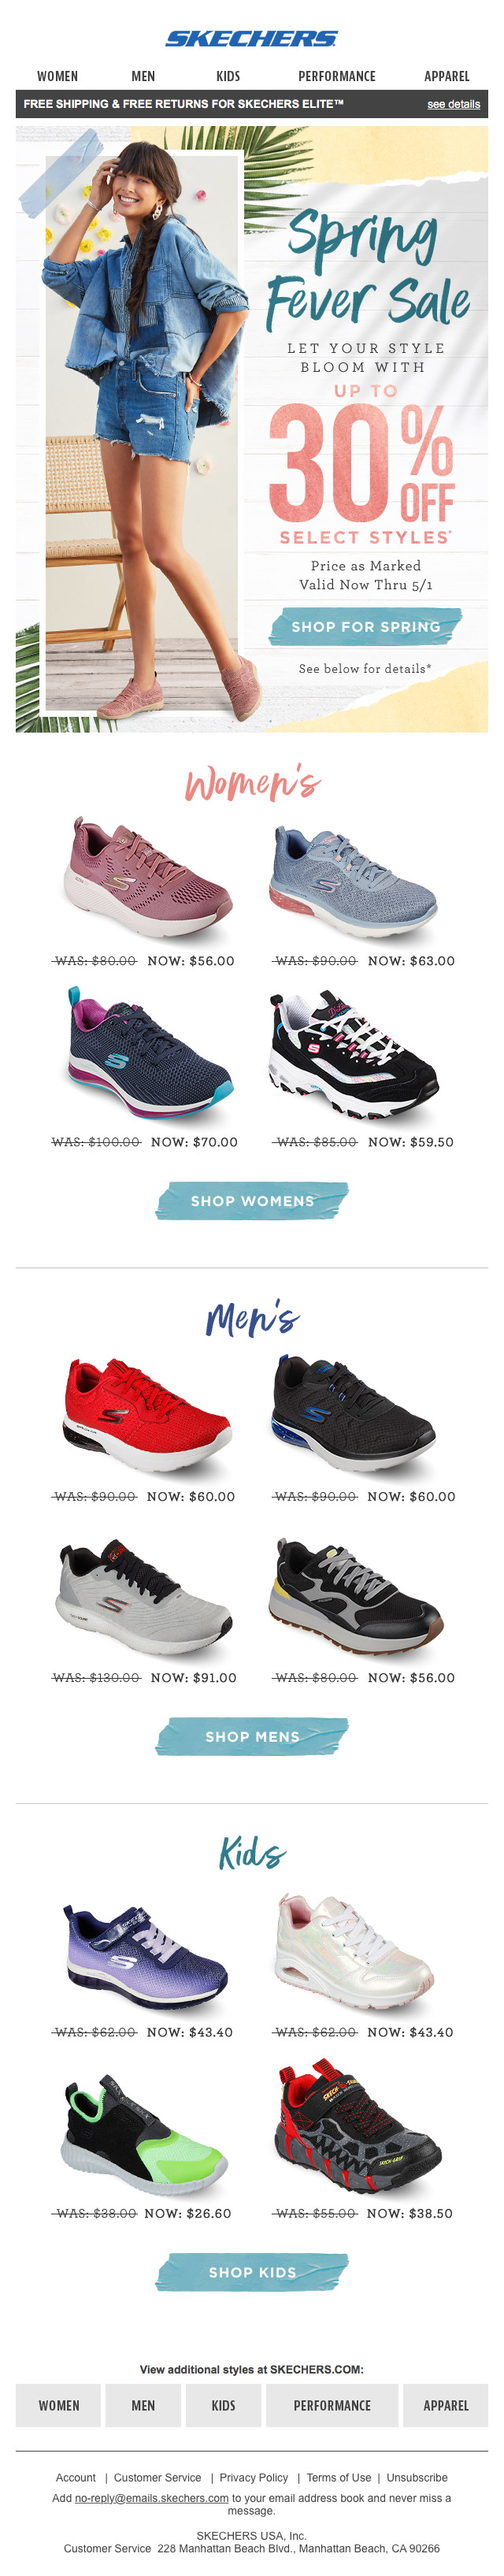 SKECHERS
WOMEN MEN KIDS PERFORMANCE APPAREL
FREE SHIPPING & FREE RETURNS FOR SKECHERS ELITE™ see details
Spring
Fever Sale
LET YOUR STYLE
BLOOM WITH
UP TO
30% OFF
SELECT STYLES*
Price as Marked
Valid Now Thru 5/1
SHOP FOR SPRING
See below for details*
Women's
WAS: $80.00 NOW: $56.00
WAS: $90.00 NOW: $63.00
WAS: $100.00 NOW: $70.00
WAS: $85.00 NOW: $59.50
SHOP WOMENS
Men's
WAS: $90.00 NOW: $60.00
WAS: $90.00 NOW: $60.00
WAS: $130.00 NOW: $91.00
WAS: $80.00 NOW: $56.00
SHOP MENS
Kids
WAS: $62.00 NOW: $43.40
WAS: $62.00 NOW: $43.40
WAS: $38.00 NOW: $26.60
WAS: $55.00 NOW: $38.50
SHOP KIDS
View additional styles at SKECHERS.COM:
WOMEN MEN KIDS PERFORMANCE APPAREL
Account | Customer Service | Privacy Policy | Terms of Use | Unsubscribe
Add no-reply@emails.skechers.com to your email address book and never miss a
message.
SKECHERS USA, Inc.
Customer Service 228 Manhattan Beach Blvd., Manhattan Beach, CA 90266